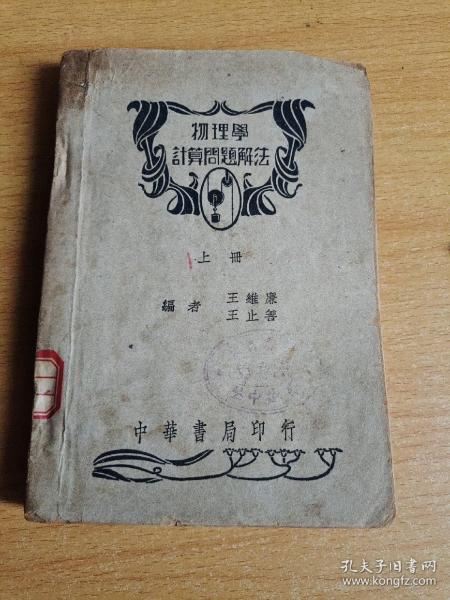 物理學
計算問題解法
上冊
編者 王維廉
王止善
中華書局印行
孔夫子旧书网
www.kongfz.com